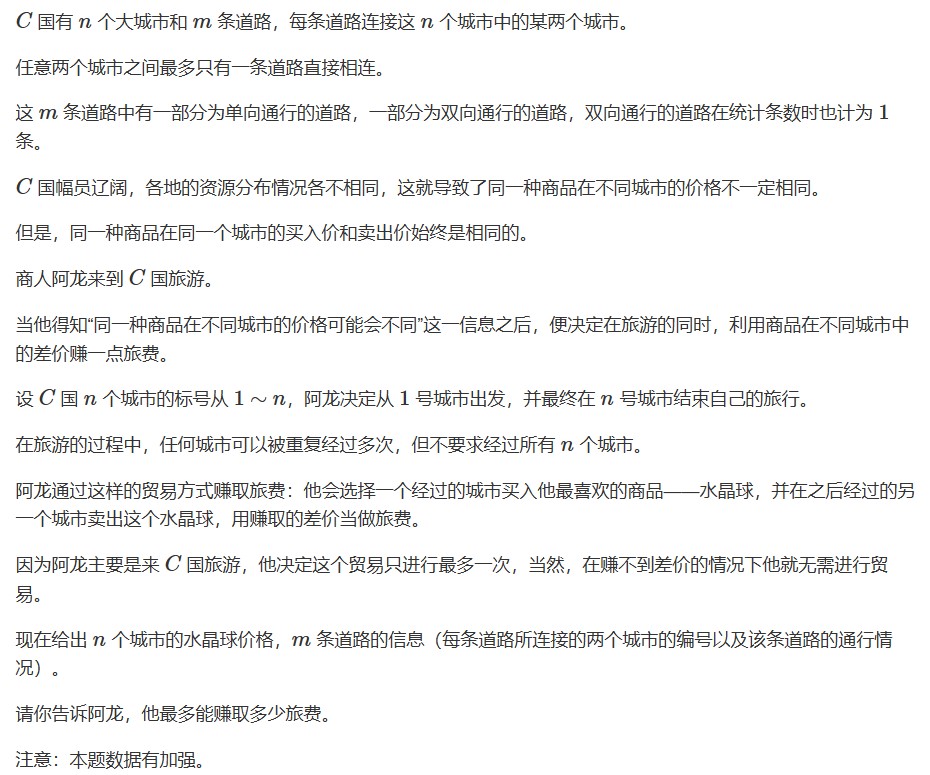 C 国有 n 个大城市和 m 条道路，每条道路连接这 n 个城市中的某两个城市。
任意两个城市之间最多只有一条道路直接相连。
这 m 条道路中有一部分为单向通行的道路，一部分为双向通行的道路，双向通行的道路在统计条数时也计为 1
条。
C 国幅员辽阔，各地的资源分布情况各不相同，这就导致了同一种商品在不同城市的价格不一定相同。
但是，同一种商品在同一个城市的买入价和卖出价始终是相同的。
商人阿龙来到 C 国旅游。
当他得知“同一种商品在不同城市的价格可能会不同”这一信息之后，便决定在旅游的同时，利用商品在不同城市中
的差价赚一点旅费。
设 C 国 n 个城市的标号从 1 ~ n，阿龙决定从 1 号城市出发，并最终在 n 号城市结束自己的旅行。
在旅游的过程中，任何城市可以被重复经过多次，但不要求经过所有 n 个城市。
阿龙通过这样的贸易方式赚取旅费：他会选择一个经过的城市买入他最喜欢的商品——水晶球，并在之后经过的另
一个城市卖出这个水晶球，用赚取的差价当做旅费。
因为阿龙主要是来 C 国旅游，他决定这个贸易只进行最多一次，当然，在赚不到差价的情况下他就无需进行贸
易。
现在给出 n 个城市的水晶球价格，m 条道路的信息（每条道路所连接的两个城市的编号以及该条道路的通行情
况）。
请你告诉阿龙，他最多能赚取多少旅费。
注意：本题数据有加强。